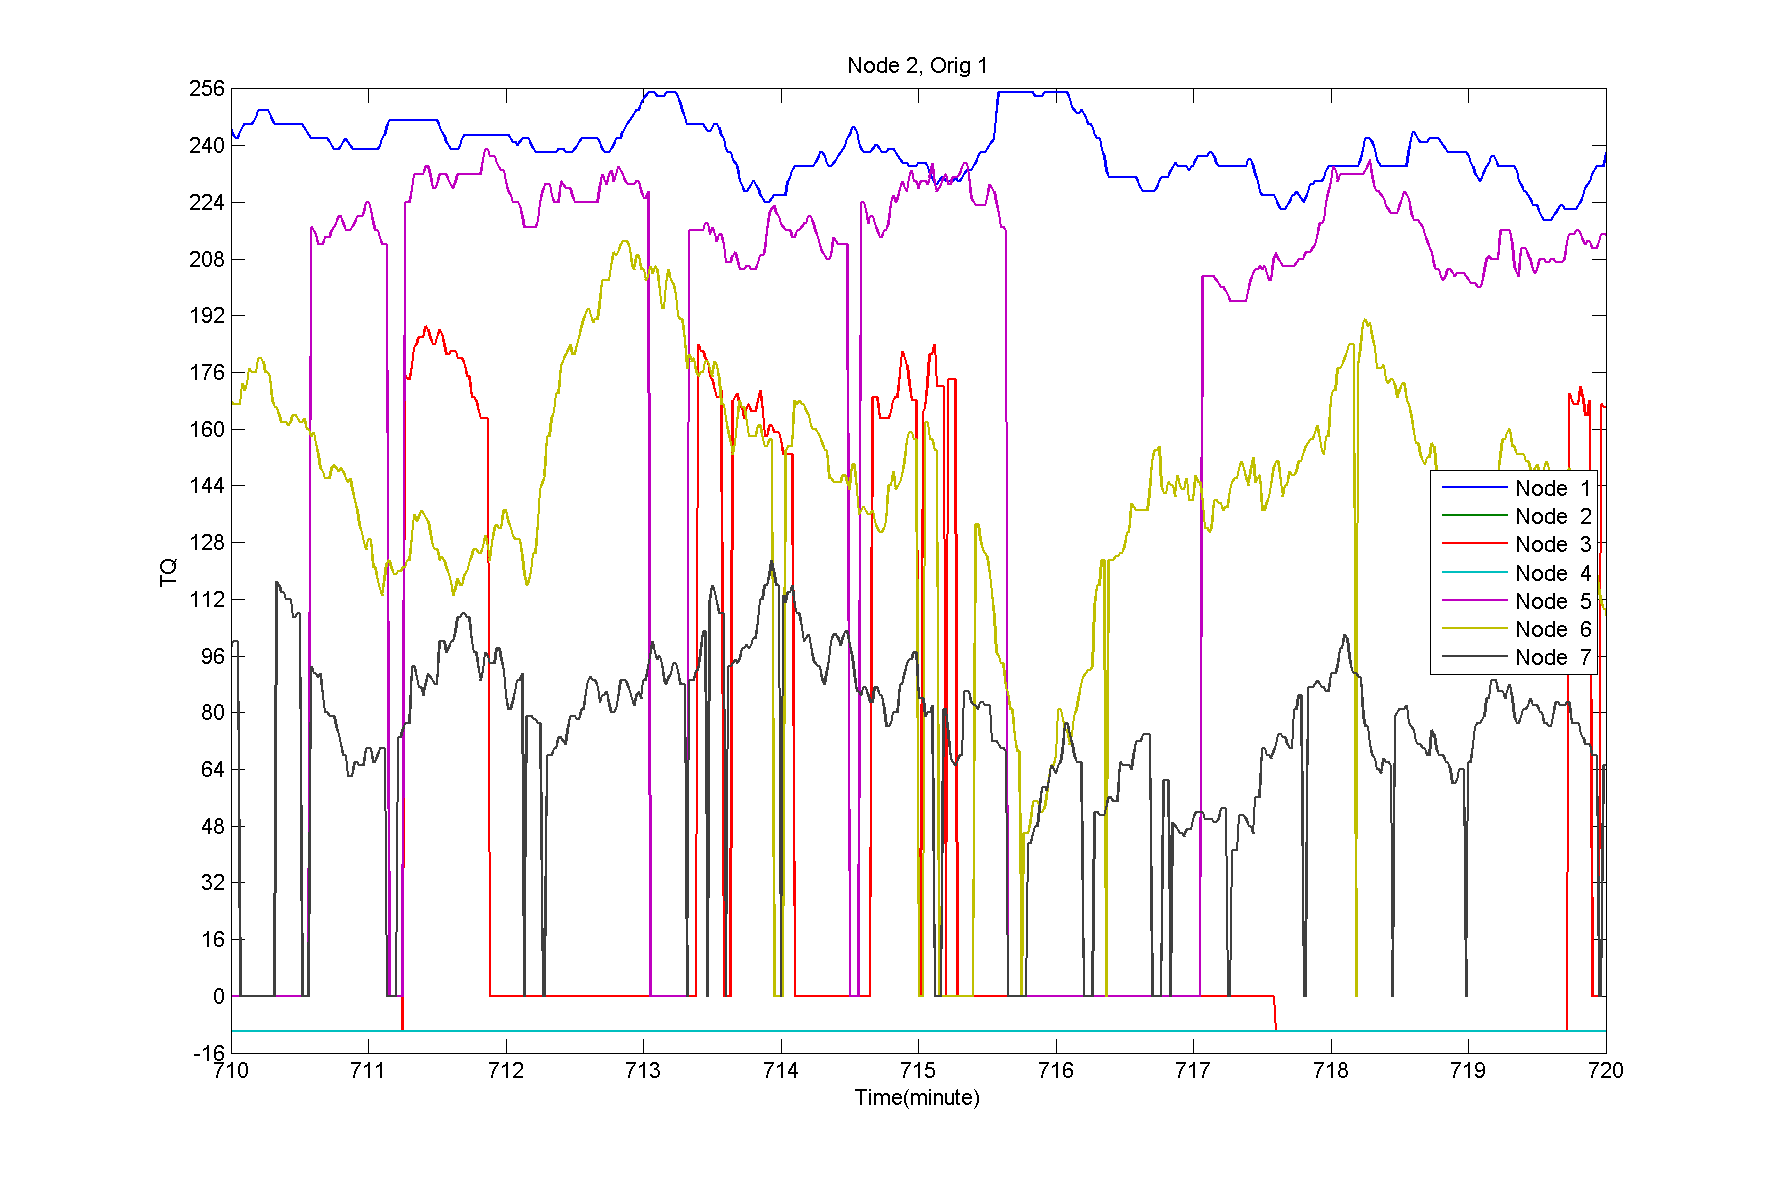 Node 2, Orig 1
256
240
224
208
192
176
160
144
128
112
96
80
64
48
32
16
0
-16
TQ
710 711 712 713 714 715 716 717 718 719 720
Time(minute)
Node 1
Node 2
Node 3
Node 4
Node 5
Node 6
Node 7